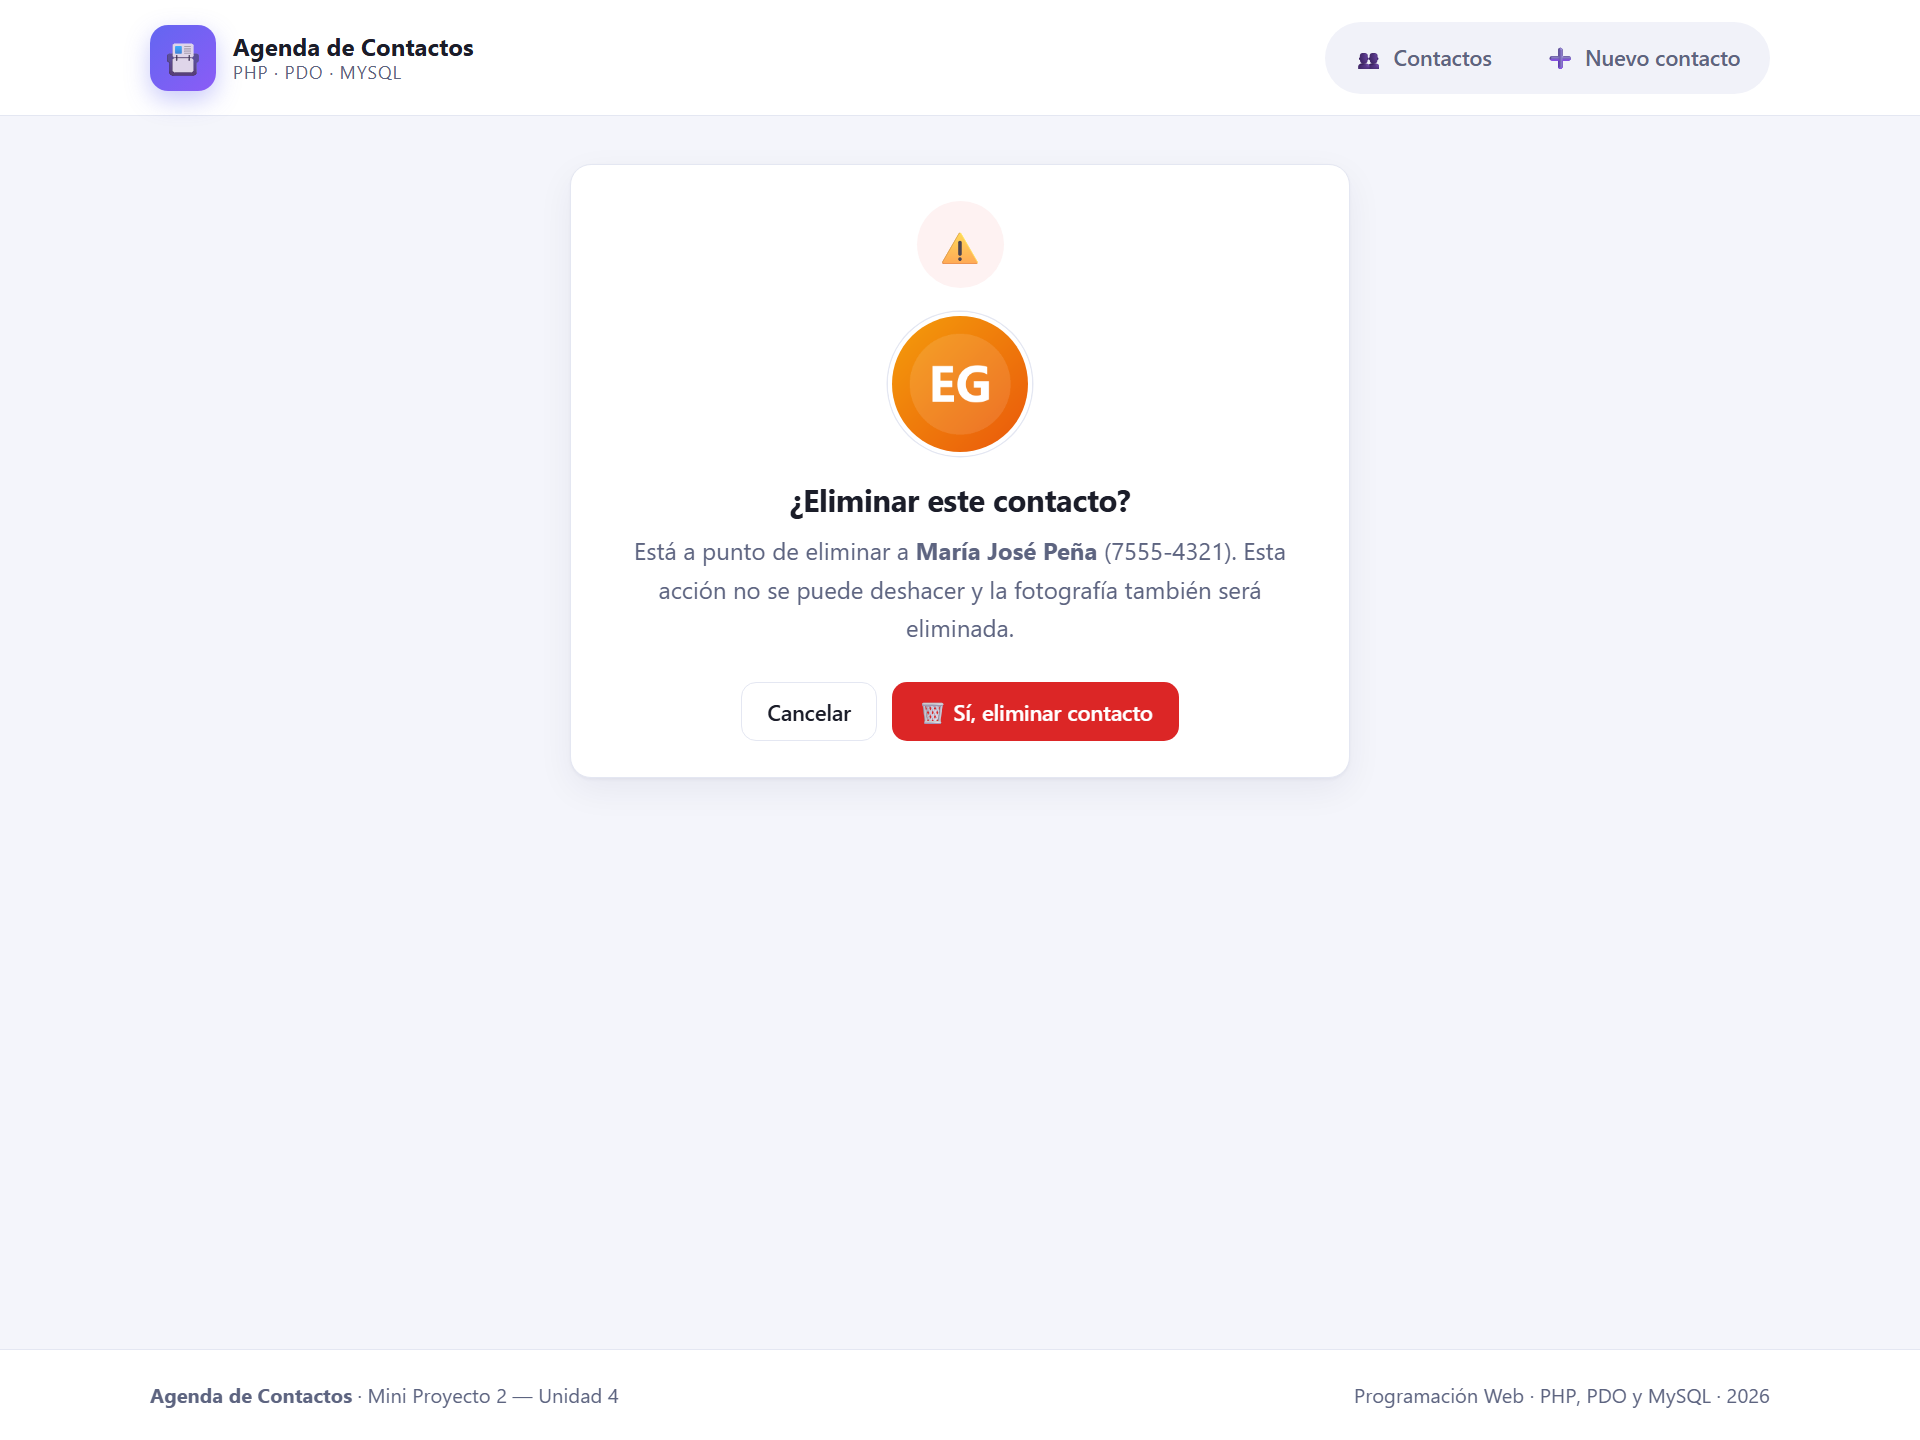 Agenda de Contactos
PHP · PDO · MYSQL
Contactos
Nuevo contacto
EG
¿Eliminar este contacto?
Está a punto de eliminar a María José Peña (7555-4321). Esta
acción no se puede deshacer y la fotografía también será
eliminada.
Cancelar
Sí, eliminar contacto
Agenda de Contactos · Mini Proyecto 2 — Unidad 4
Programación Web · PHP, PDO y MySQL · 2026